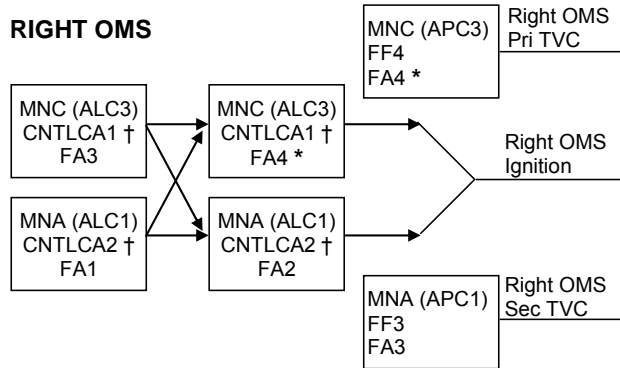 RIGHT OMS
MNC (APC3)
FF4
FA4 *
Right OMS
Pri TVC
MNC (ALC3)
CNTLCA1 †
FA3
MNC (ALC3)
CNTLCA1 †
FA4 *
Right OMS
Ignition
MNA (ALC1)
CNTLCA2 †
FA1
MNA (ALC1)
CNTLCA2 †
FA2
MNA (APC1)
FF3
FA3
Right OMS
Sec TVC